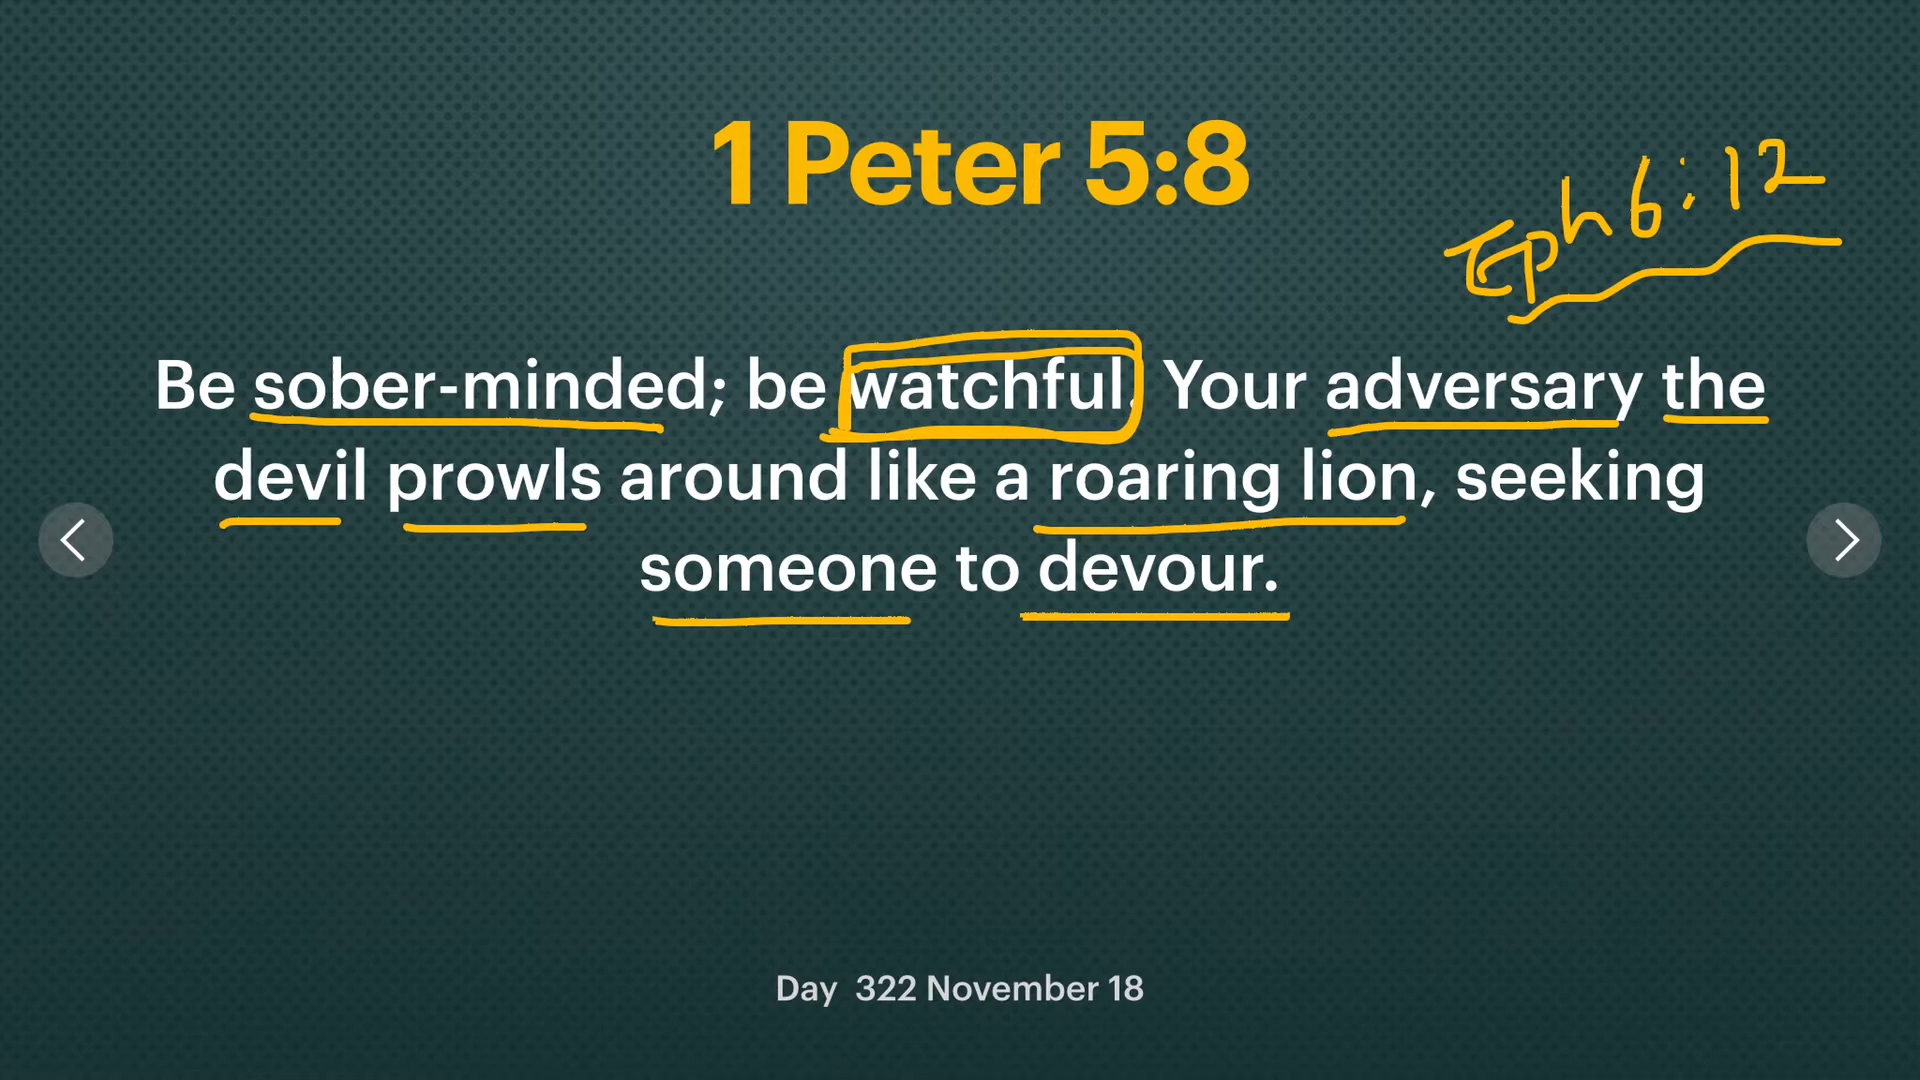 1 Peter 5:8
Eph 6:12
Be sober-minded; be watchful. Your adversary the
devil prowls around like a roaring lion, seeking
someone to devour.
Day 322 November 18